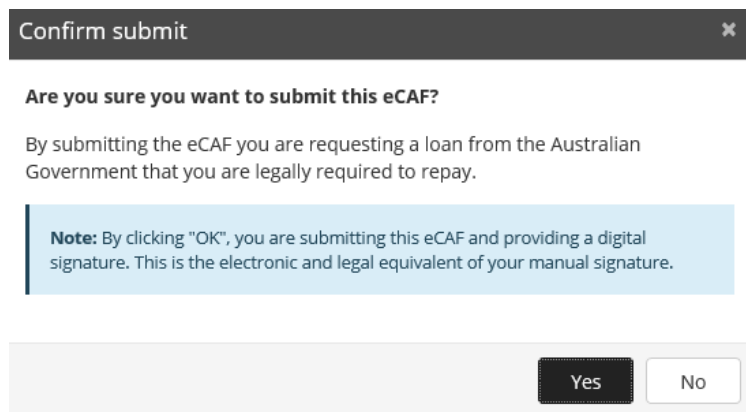 Confirm submit
Are you sure you want to submit this eCAF?
By submitting the eCAF you are requesting a loan from the Australian
Government that you are legally required to repay.
Note: By clicking "OK", you are submitting this eCAF and providing a digital
signature. This is the electronic and legal equivalent of your manual signature.
Yes No